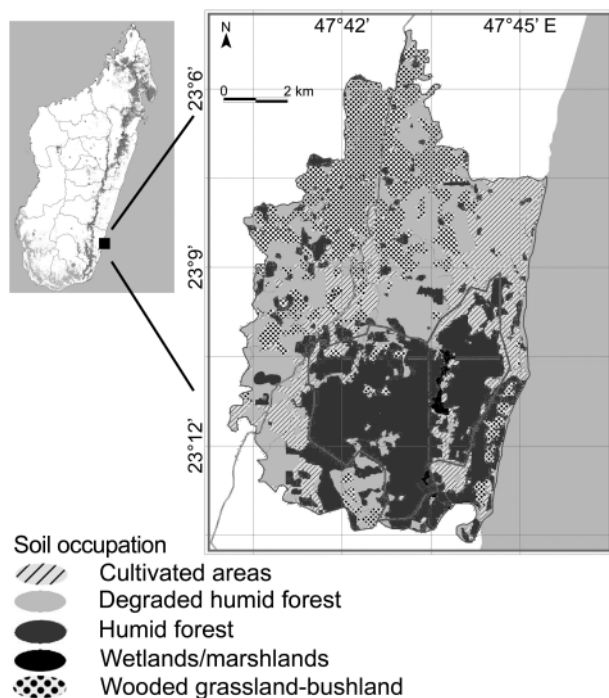 47°42’ 47°45’ E
N
0 2 km
23°6’
23°9’
23°12’
Soil occupation
Cultivated areas
Degraded humid forest
Humid forest
Wetlands/marshlands
Wooded grassland-bushland